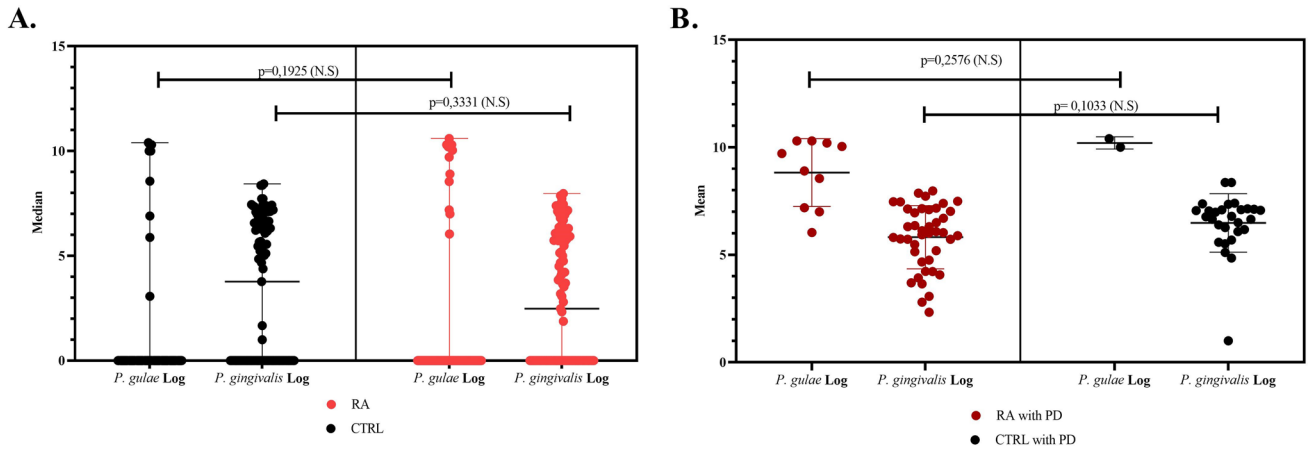 A.
15
10
5
0
Median
p=0,1925 (N.S)
p=0,3331 (N.S)
P. gulae Log
P. gingivalis Log
P. gulae Log
P. gingivalis Log
RA
CTRL
B.
15
10
5
0
Mean
p=0,2576 (N.S)
p= 0,1033 (N.S)
P. gulae Log
P. gingivalis Log
P. gulae Log
P. gingivalis Log
RA with PD
CTRL with PD